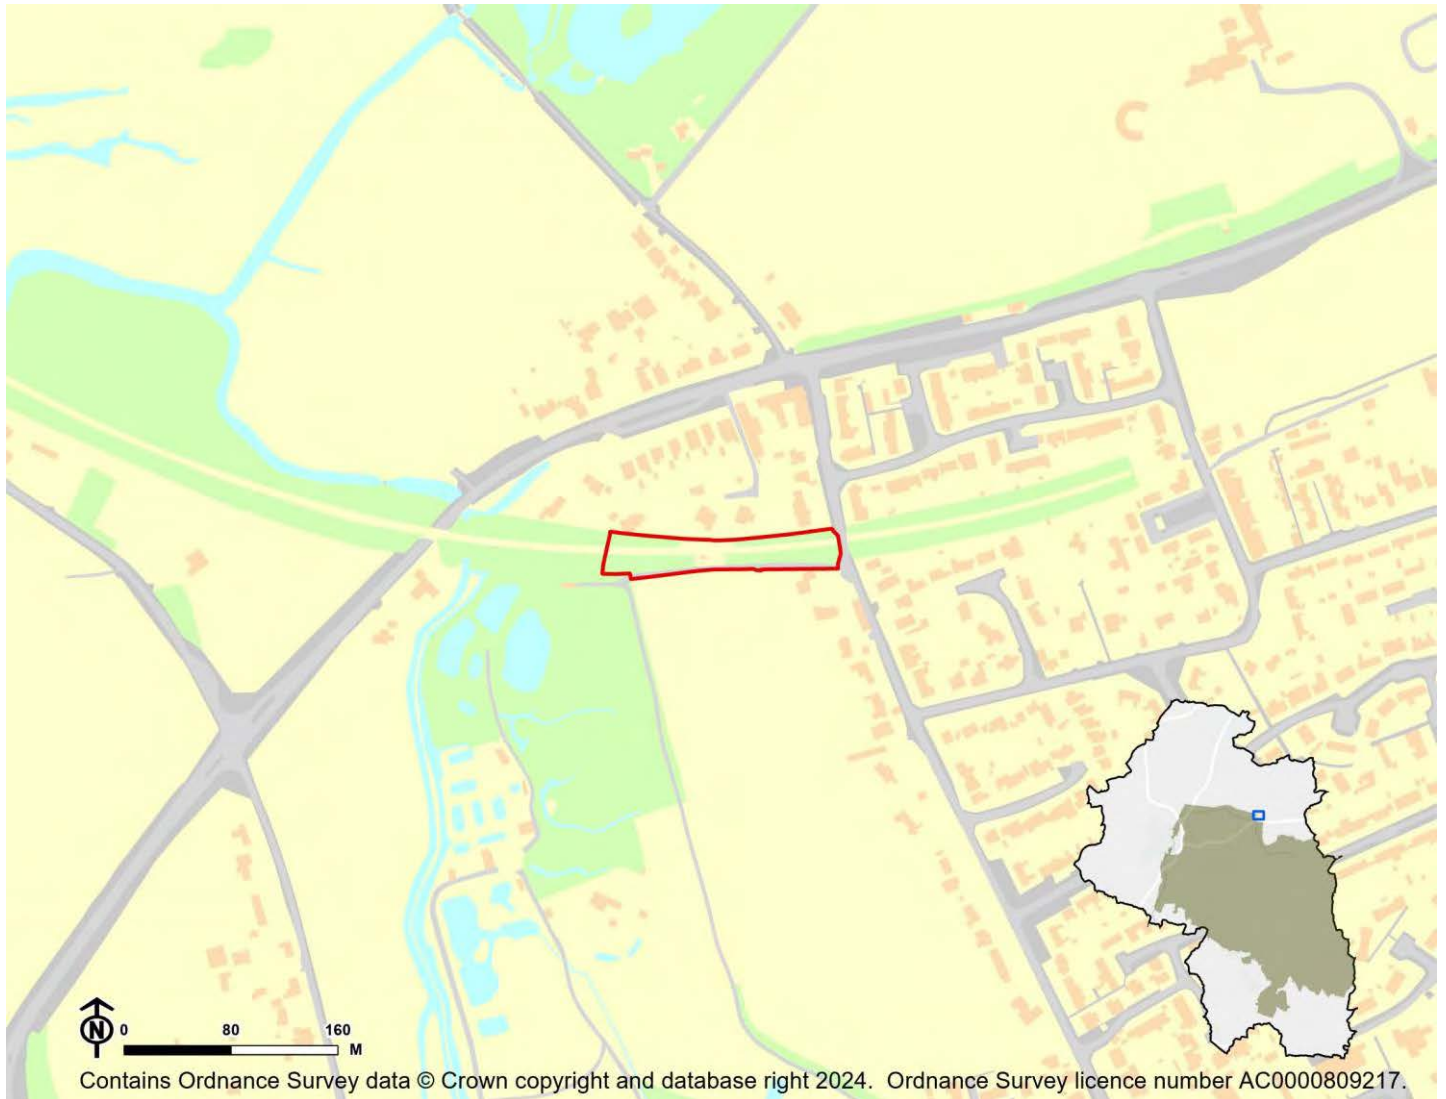 N
0 80 160
M
Contains Ordnance Survey data © Crown copyright and database right 2024. Ordnance Survey licence number AC0000809217.